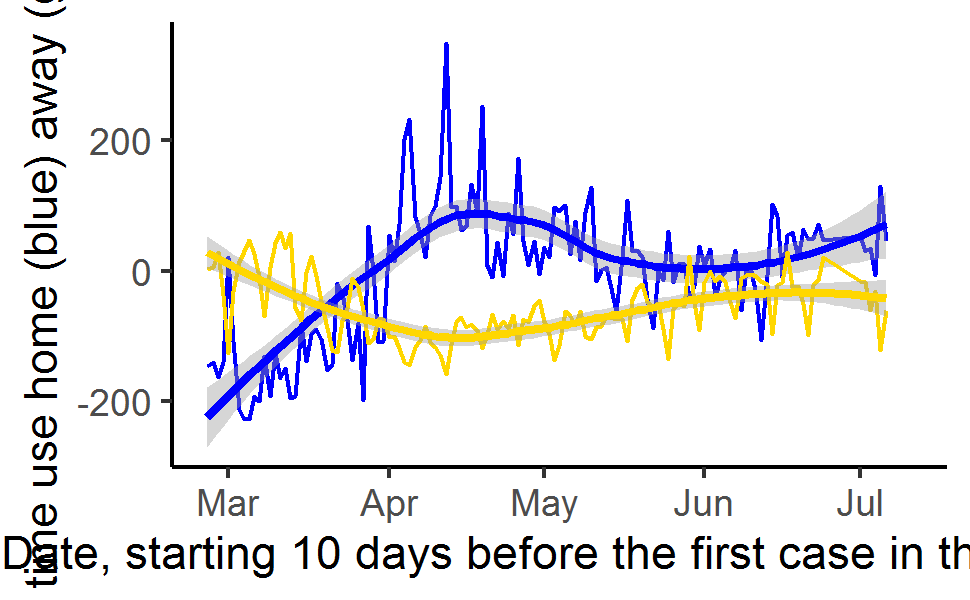 time use home (blue) away (
200
0
-200
Mar Apr May Jun Jul
Date, starting 10 days before the first case in th